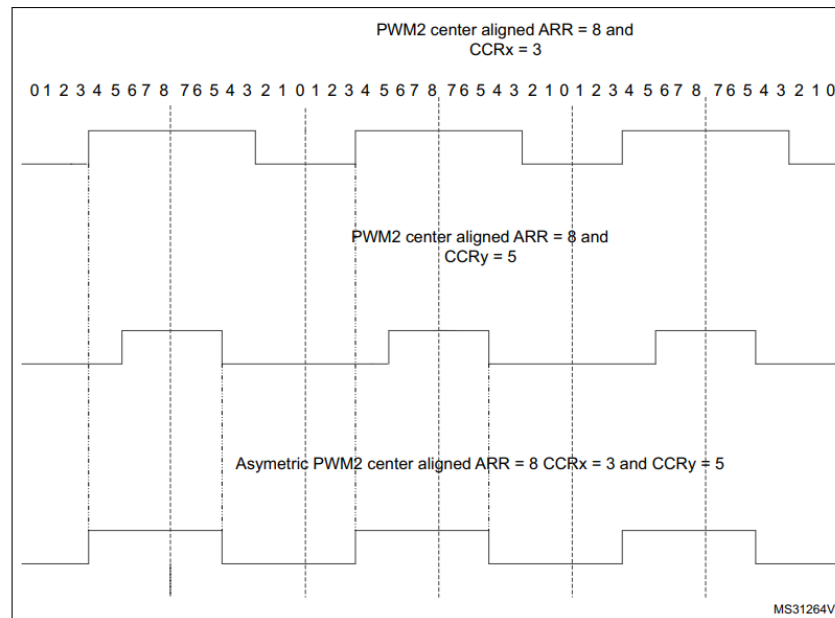 PWM2 center aligned ARR = 8 and
CCRx = 3
0 1 2 3 4 5 6 7 8 7 6 5 4 3 2 1 0 1 2 3 4 5 6 7 8 7 6 5 4 3 2 1 0 1 2 3 4 5 6 7 8 7 6 5 4 3 2 1 0
PWM2 center aligned ARR = 8 and
CCRy = 5
Asymetric PWM2 center aligned ARR = 8 CCRx = 3 and CCRy = 5
MS31264V